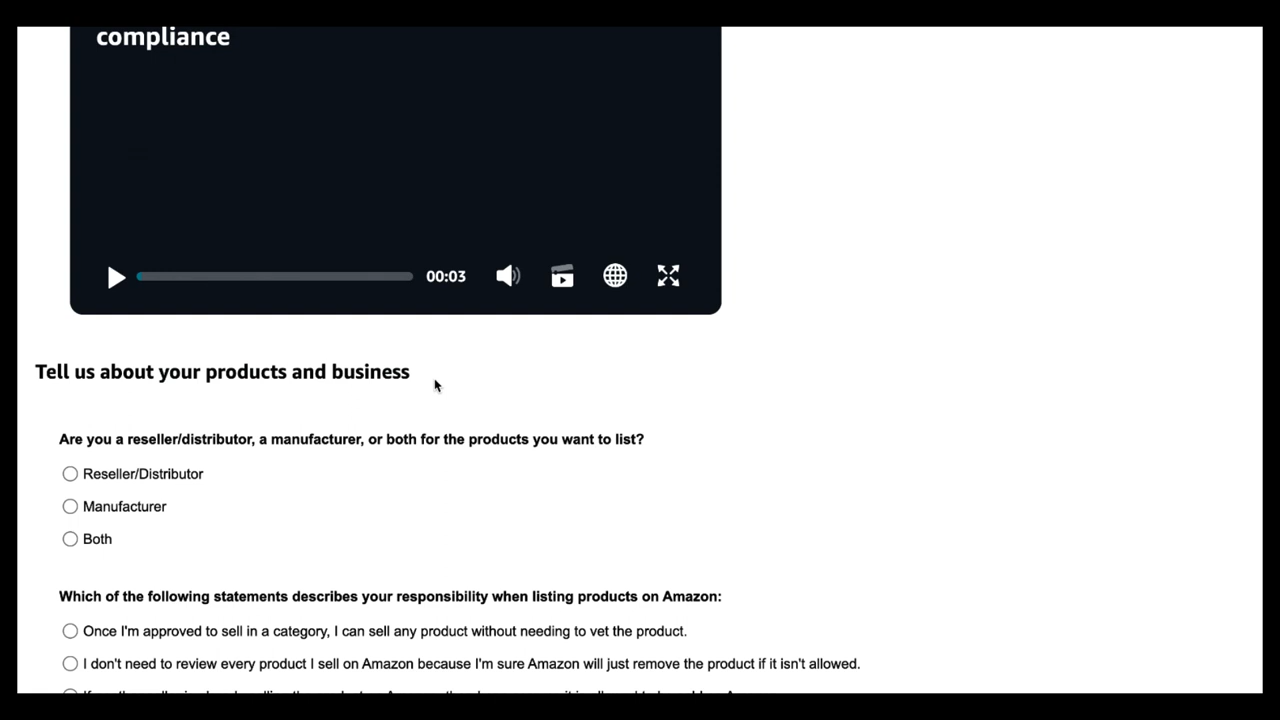 compliance
00:03
Tell us about your products and business
Are you a reseller/distributor, a manufacturer, or both for the products you want to list?
Reseller/Distributor
Manufacturer
Both
Which of the following statements describes your responsibility when listing products on Amazon:
Once I'm approved to sell in a category, I can sell any product without needing to vet the product.
I don't need to review every product I sell on Amazon because I'm sure Amazon will just remove the product if it isn't allowed.